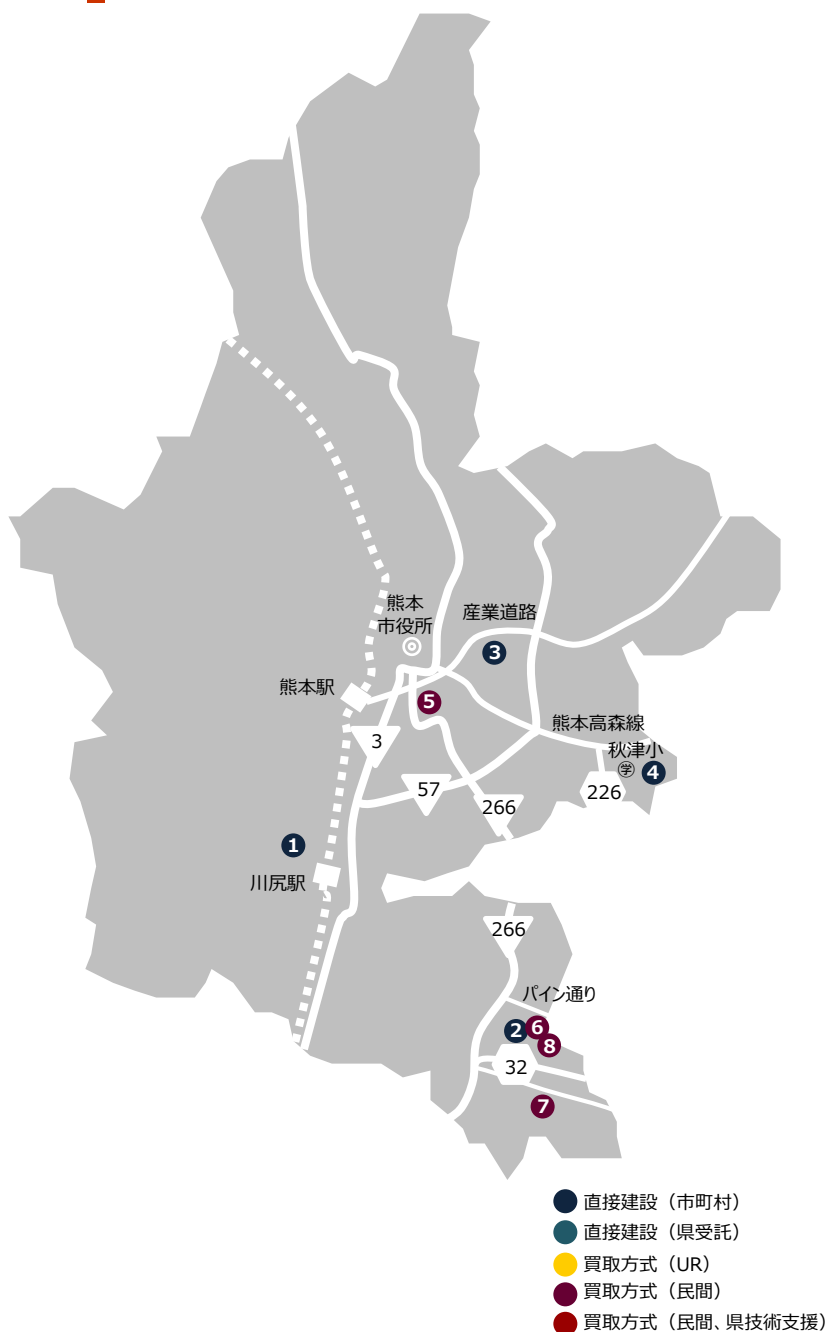 熊本
市役所
産業道路
3
熊本駅
5
熊本高森線
3
秋津小
学
4
57
226
266
1
川尻駅
266
パイン通り
2
6
8
32
7
直接建設（市町村）
直接建設（県受託）
買取方式（UR）
買取方式（民間）
買取方式（民間、県技術支援）